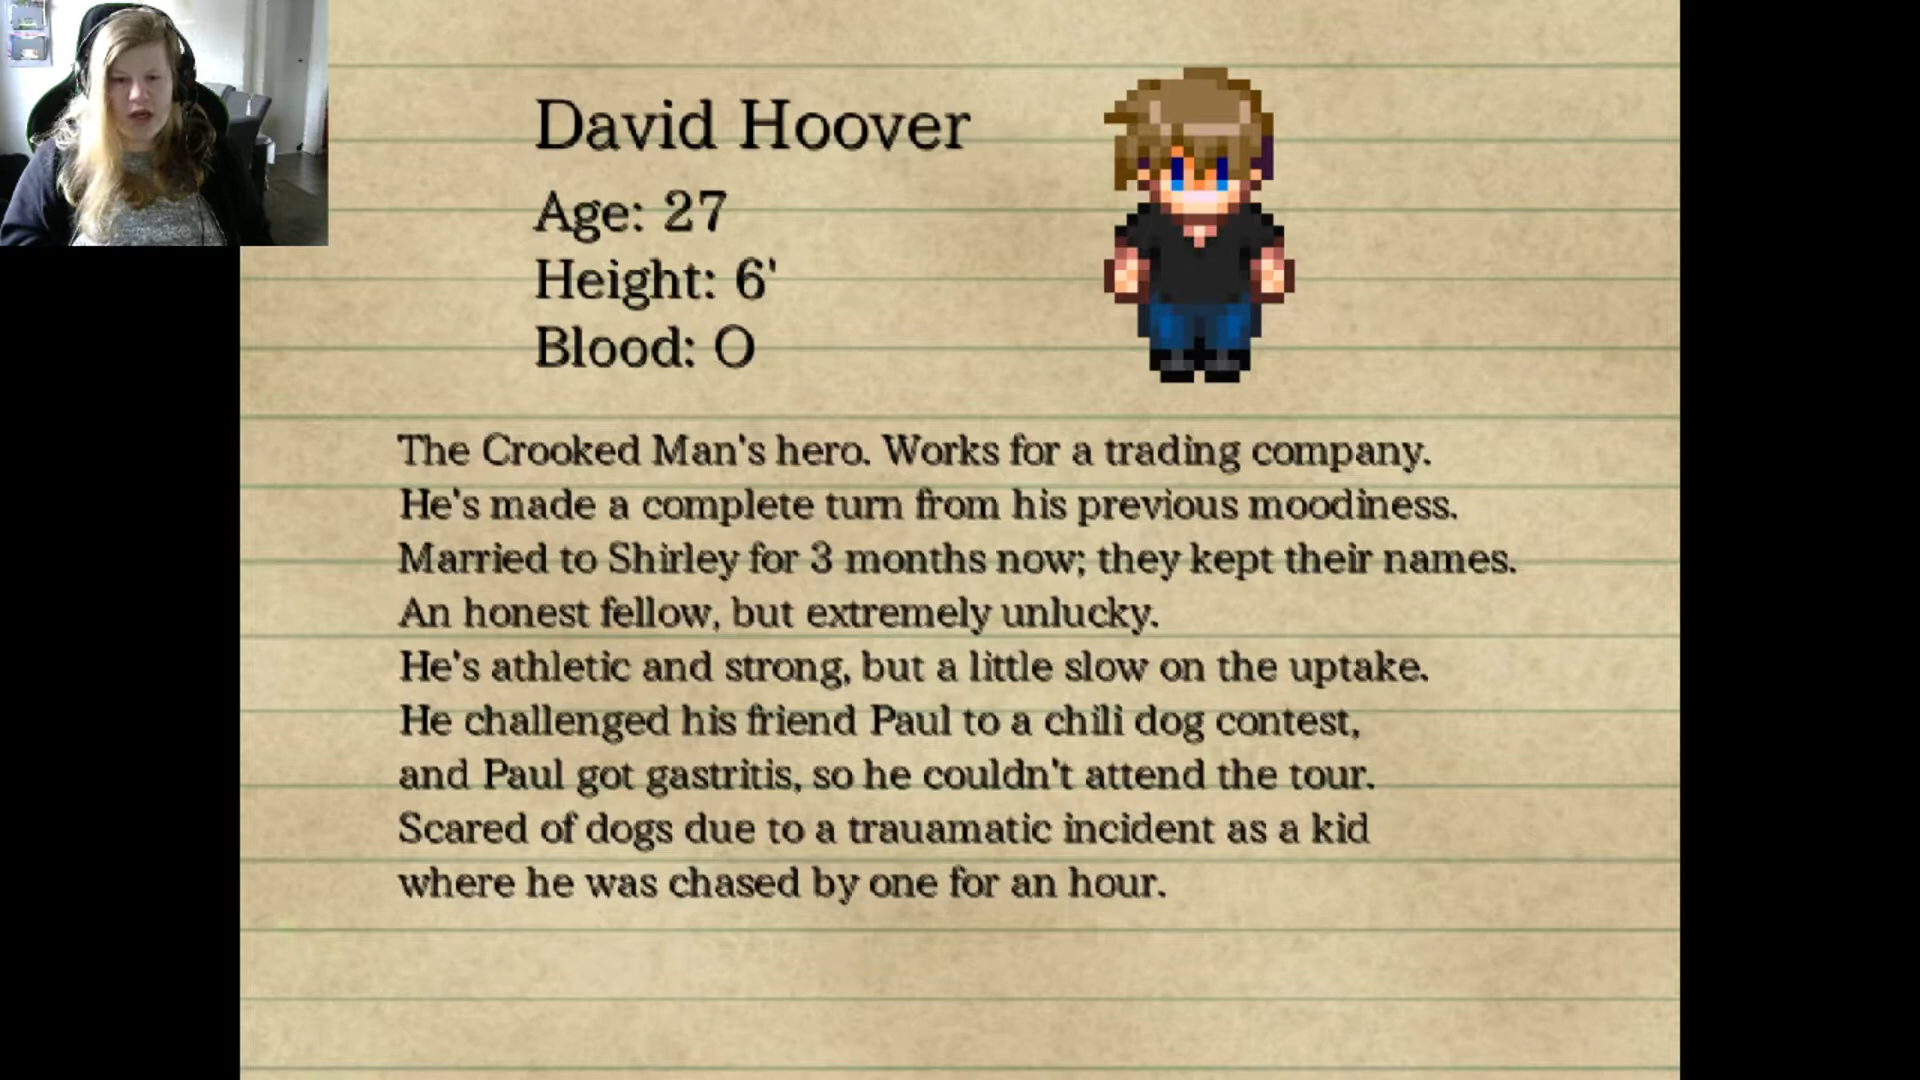 David Hoover
Age: 27
Height: 6'
Blood: O
The Crooked Man's hero. Works for a trading company.
He's made a complete turn from his previous moodiness.
Married to Shirley for 3 months now; they kept their names.
An honest fellow, but extremely unlucky.
He's athletic and strong, but a little slow on the uptake.
He challenged his friend Paul to a chili dog contest,
and Paul got gastritis, so he couldn't attend the tour.
Scared of dogs due to a trauamatic incident as a kid
where he was chased by one for an hour.